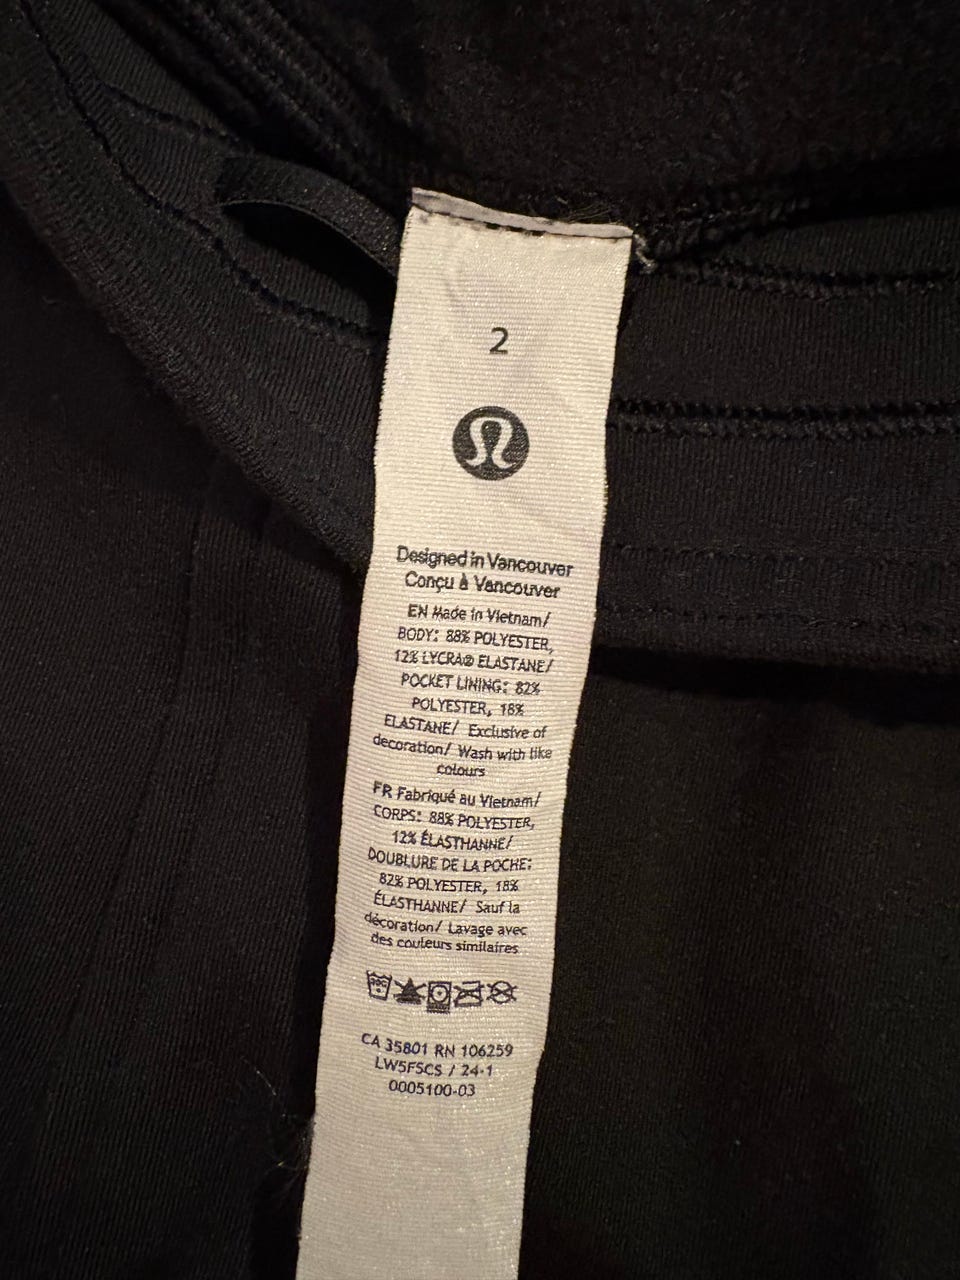 2
Designed in Vancouver
Conçu à Vancouver
EN Made in Vietnam/
BODY: 88% POLYESTER,
12% LYCRA® ELASTANE/
POCKET LINING: 82%
POLYESTER, 18%
ELASTANE/ Exclusive of
decoration/ Wash with like
colours
FR Fabriqué au Vietnam/
CORPS: 88% POLYESTER,
12% ÉLASTHANNE/
DOUBLURE DE LA POCHE:
82% POLYESTER, 18%
ÉLASTHANNE/ Sauf la
décoration/ Lavage avec
des couleurs similaires
30C
CA 35801 RN 106259
LW5FSCS / 24-1
0005100-03